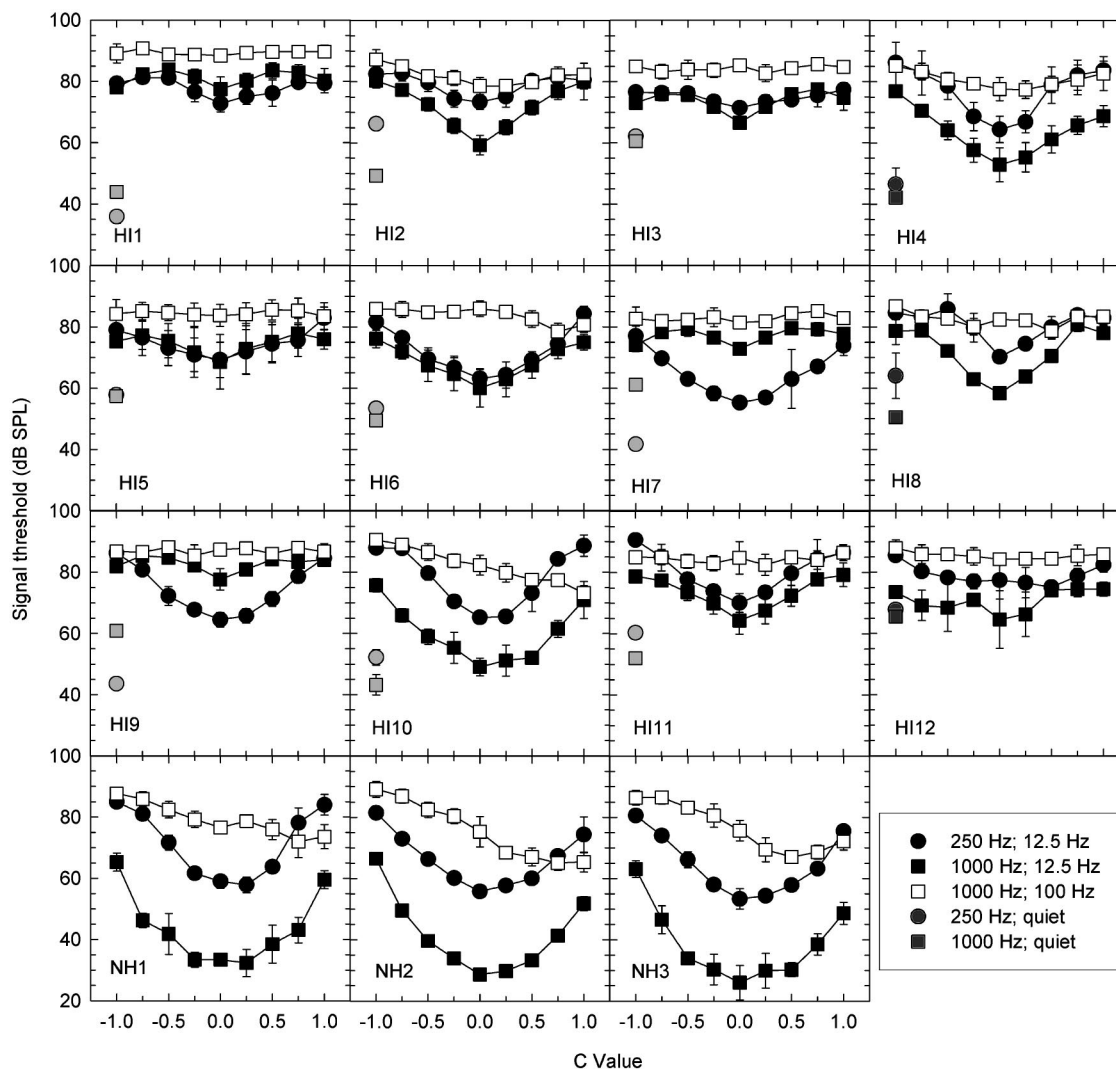 100
80
60
40
HI1
HI2
HI3
HI4
100
80
60
40
HI5
HI6
HI7
HI8
100
80
60
40
HI9
HI10
HI11
HI12
100
80
60
40
20
NH1
NH2
NH3
250 Hz; 12.5 Hz
1000 Hz; 12.5 Hz
1000 Hz; 100 Hz
250 Hz; quiet
1000 Hz; quiet
-1.0 -0.5 0.0 0.5 1.0
-1.0 -0.5 0.0 0.5 1.0
-1.0 -0.5 0.0 0.5 1.0
C Value
Signal threshold (dB SPL)